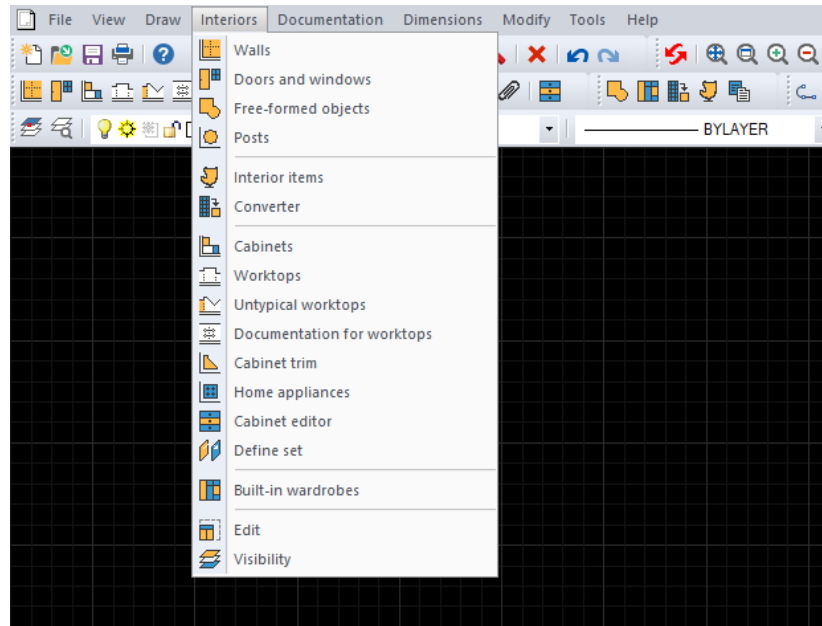 File View Draw Interiors Documentation Dimensions Modify Tools Help
Walls
Doors and windows
Free-formed objects
BYLAYER
Posts
Interior items
Converter
Cabinets
Worktops
Untypical worktops
Documentation for worktops
Cabinet trim
Home appliances
Cabinet editor
Define set
Built-in wardrobes
Edit
Visibility